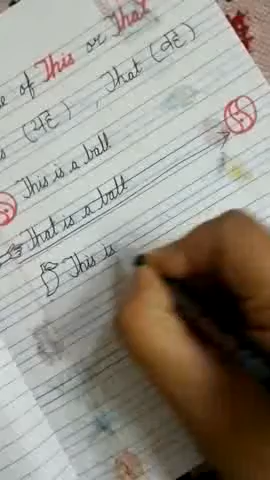 of This or That
(यह) , That (वह)
This is a ball
That is a ball
This is